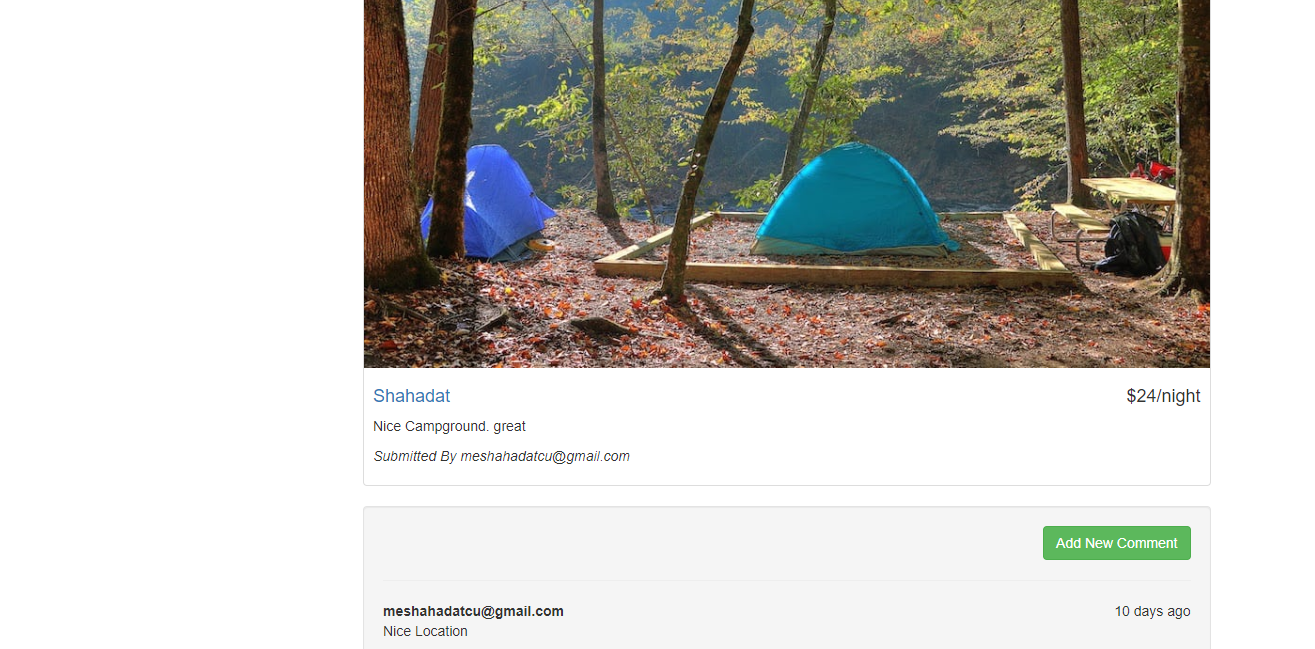 Shahadat
$24/night
Nice Campground. great
Submitted By meshahadatcu@gmail.com
Add New Comment
meshahadatcu@gmail.com
10 days ago
Nice Location